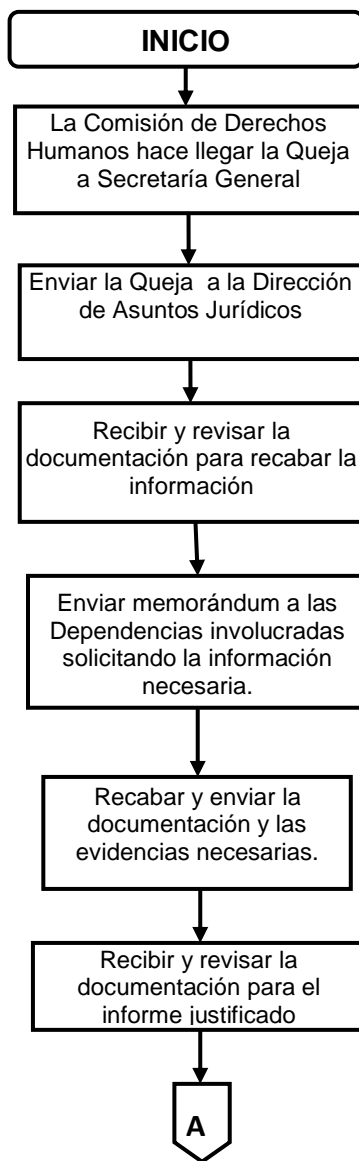 INICIO
La Comisión de Derechos
Humanos hace llegar la Queja
a Secretaría General
Enviar la Queja a la Dirección
de Asuntos Jurídicos
Recibir y revisar la
documentación para recabar la
información
Enviar memorándum a las
Dependencias involucradas
solicitando la información
necesaria.
Recabar y enviar la
documentación y las
evidencias necesarias.
Recibir y revisar la
documentación para el
informe justificado
A